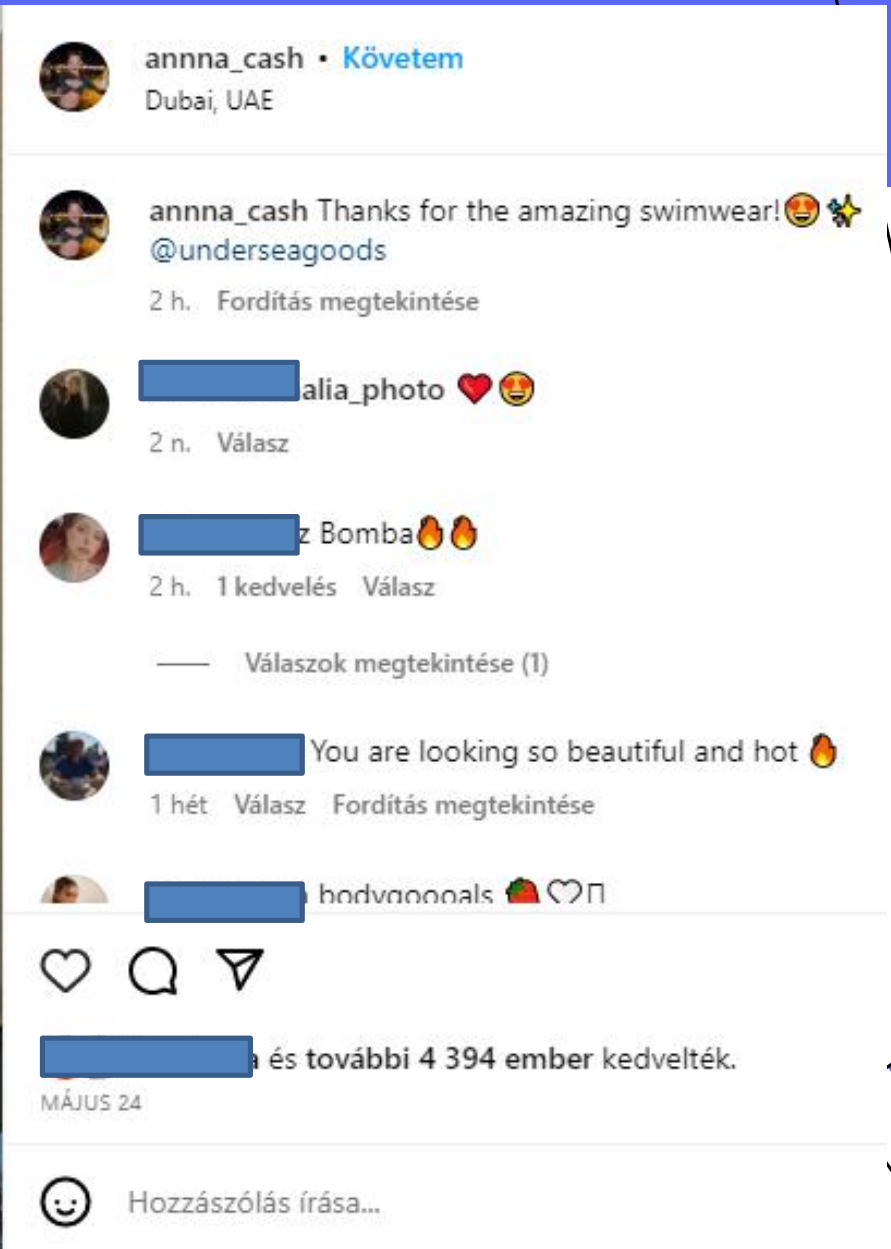 annna_cash • Követem
Dubai, UAE
annna_cash Thanks for the amazing swimwear!😍✨
@underseagoods
2 h. Fordítás megtekintése
alia_photo ❤️😍
2 n. Válasz
z Bomba🔥🔥
2 h. 1 kedvelés Válasz
Válaszok megtekintése (1)
You are looking so beautiful and hot 🔥
1 hét Válasz Fordítás megtekintése
bodygoooals 🍓♡
és további 4 394 ember kedvelték.
MÁJUS 24
Hozzászólás írása...